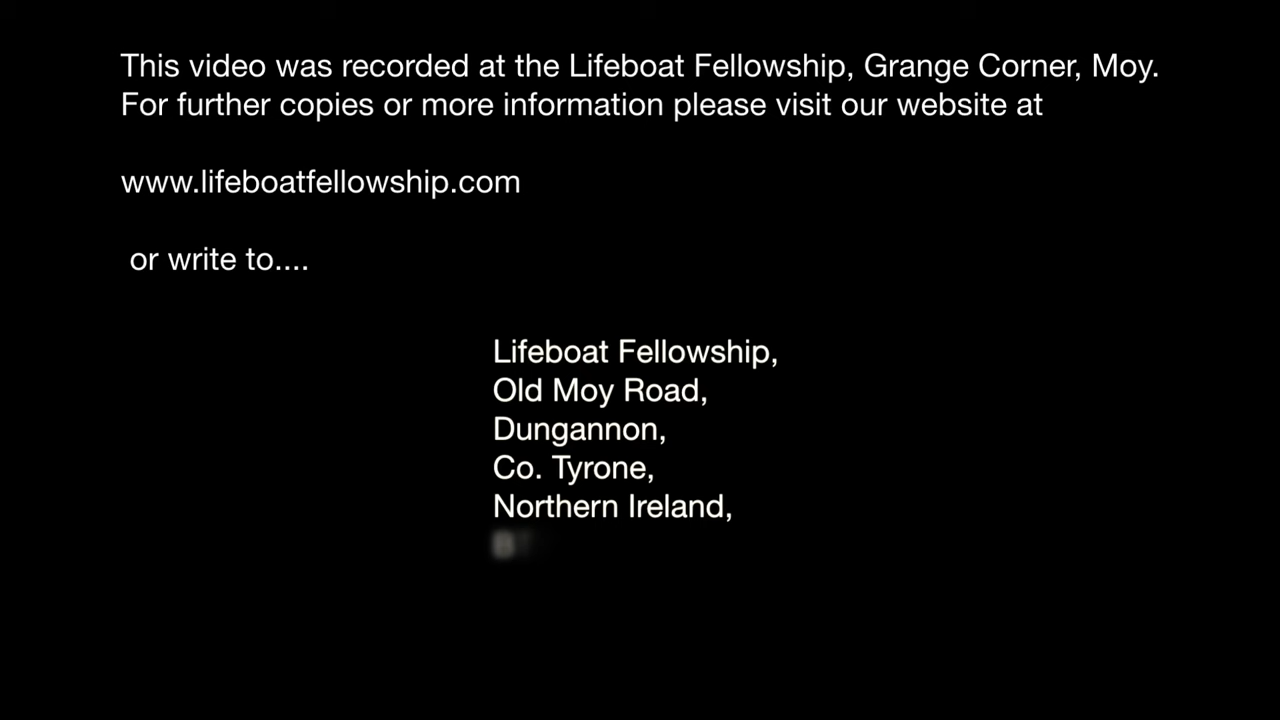 This video was recorded at the Lifeboat Fellowship, Grange Corner, Moy.
For further copies or more information please visit our website at
www.lifeboatfellowship.com
or write to....
Lifeboat Fellowship,
Old Moy Road,
Dungannon,
Co. Tyrone,
Northern Ireland,